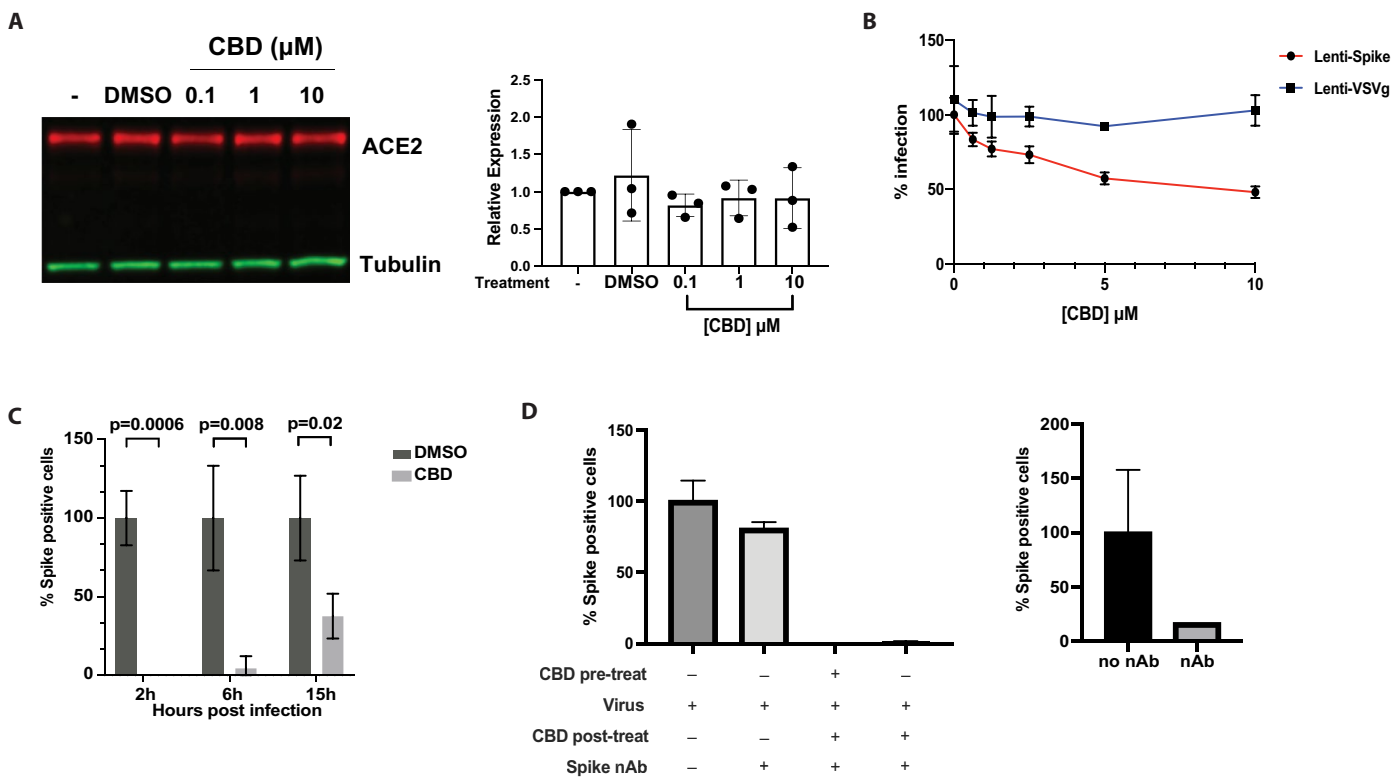 A
CBD (µM)
- DMSO 0.1 1 10
ACE2
Tubulin
Relative Expression
2.5
2.0
1.5
1.0
0.5
0.0
Treatment - DMSO 0.1 1 10
[CBD] µM
B
% infection
150
100
50
0
0 5 10
[CBD] µM
Lenti-Spike
Lenti-VSVg
C
p=0.0006 p=0.008 p=0.02
% Spike positive cells
150
100
50
0
2h 6h 15h
Hours post infection
DMSO
CBD
D
% Spike positive cells
150
100
50
0
CBD pre-treat – – + –
Virus + + + +
CBD post-treat – – + +
Spike nAb – + + +
% Spike positive cells
200
150
100
50
0
no nAb nAb